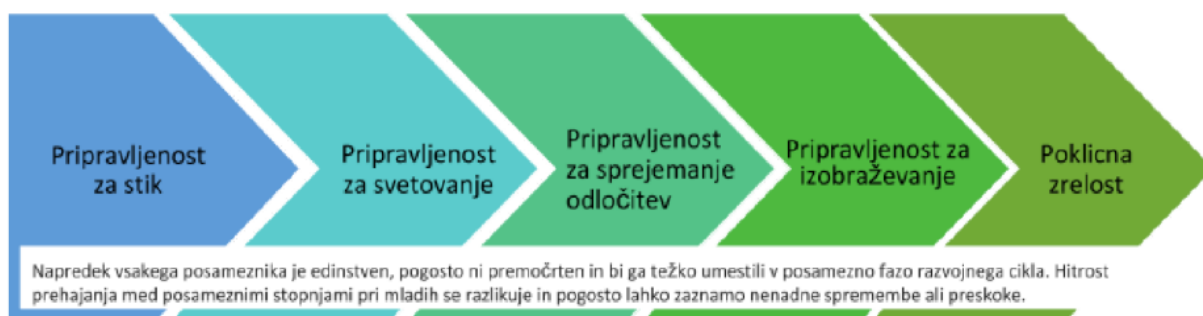 Pripravljenost
za stik
Pripravljenost
za svetovanje
Pripravljenost
za sprejemanje
odločitev
Pripravljenost za
izobraževanje
Poklicna
zrelost
Napredek vsakega posameznika je edinstven, pogosto ni premočrten in bi ga težko umestili v posamezno fazo razvojnega cikla. Hitrost
prehajanja med posameznimi stopnjami pri mladih se razlikuje in pogosto lahko zaznamo nenadne spremembe ali preskoke.